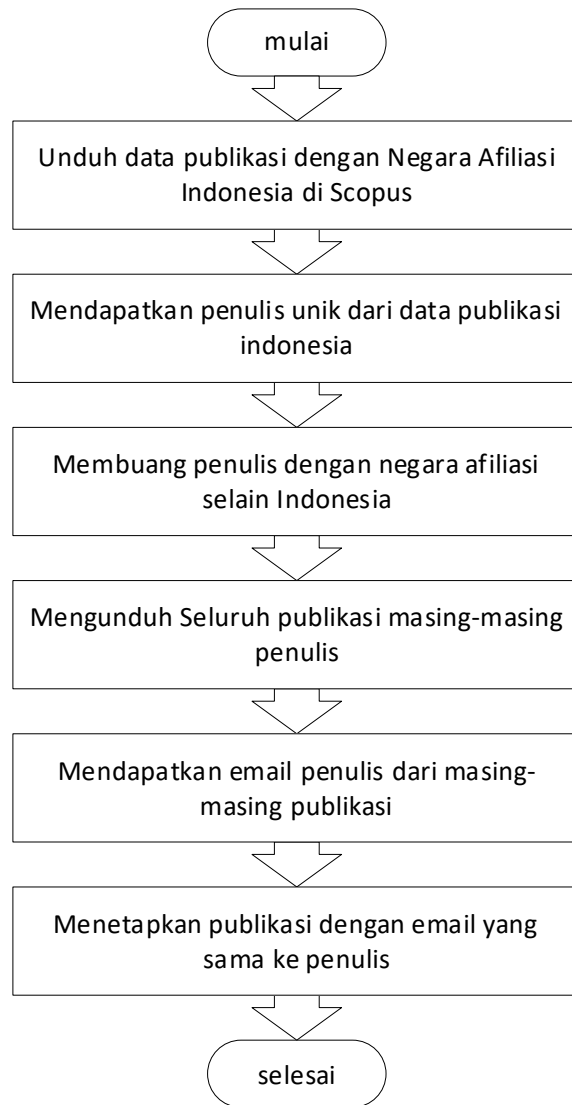 mulai
Unduh data publikasi dengan Negara Afiliasi
Indonesia di Scopus
Mendapatkan penulis unik dari data publikasi
indonesia
Membuang penulis dengan negara afiliasi
selain Indonesia
Mengunduh Seluruh publikasi masing-masing
penulis
Mendapatkan email penulis dari masing-
masing publikasi
Menetapkan publikasi dengan email yang
sama ke penulis
selesai